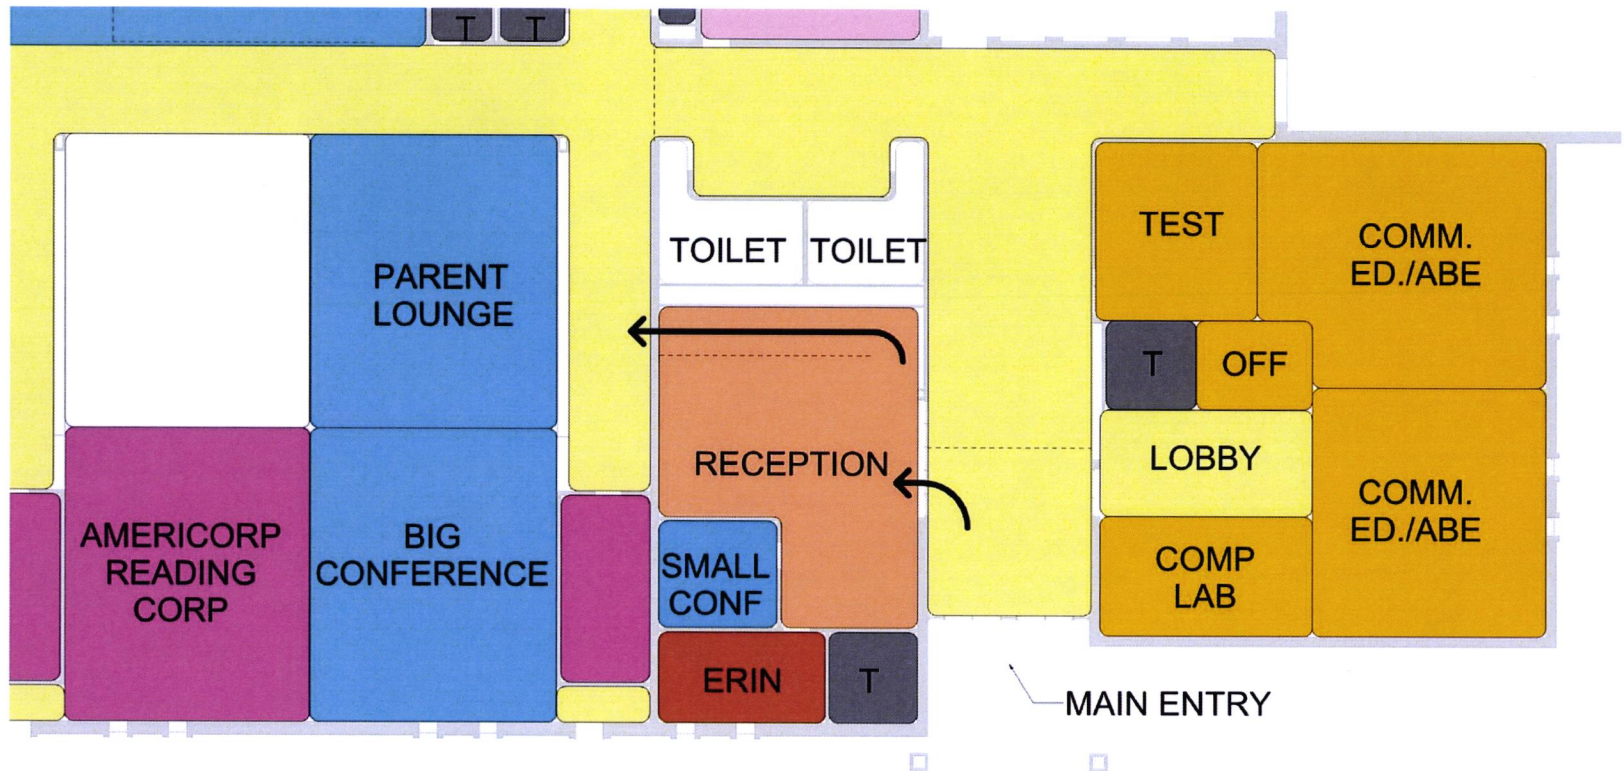 T
T
TOILET
TOILET
TEST
COMM.
ED./ABE
PARENT
LOUNGE
T
OFF
RECEPTION
LOBBY
COMM.
ED./ABE
AMERICORP
READING
CORP
BIG
CONFERENCE
SMALL
CONF
COMP
LAB
ERIN
T
MAIN ENTRY